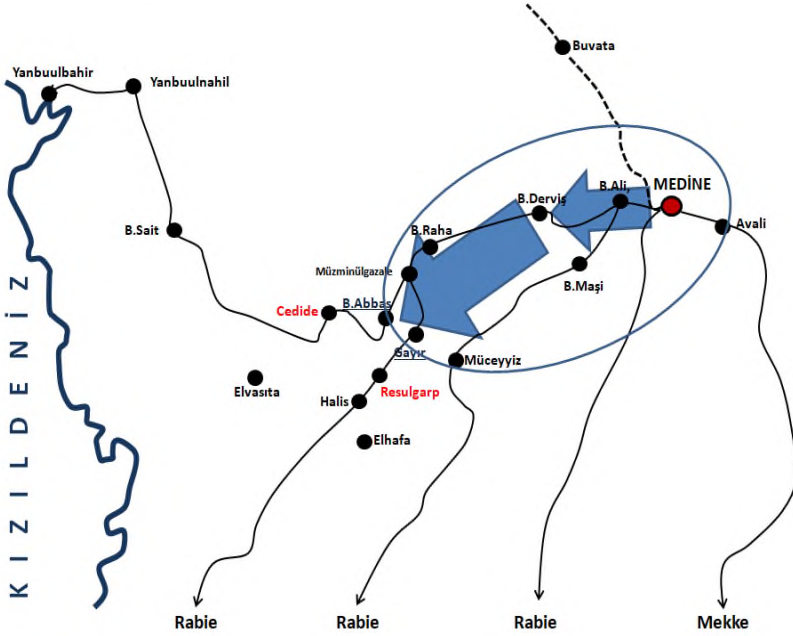 Buvata
Yanbuulbahir
Yanbuulnahil
MEDİNE
B.Ali,
B.Derviş
Avali
B.Sait
B.Raha
Müzminülgazale
B.Maşi
B.Abbas
Cedide
Gayır
Müceyyiz
Elvasıta
Resulgarp
Halis
Elhafa
KIZILDENİZ
Rabie
Rabie
Rabie
Mekke